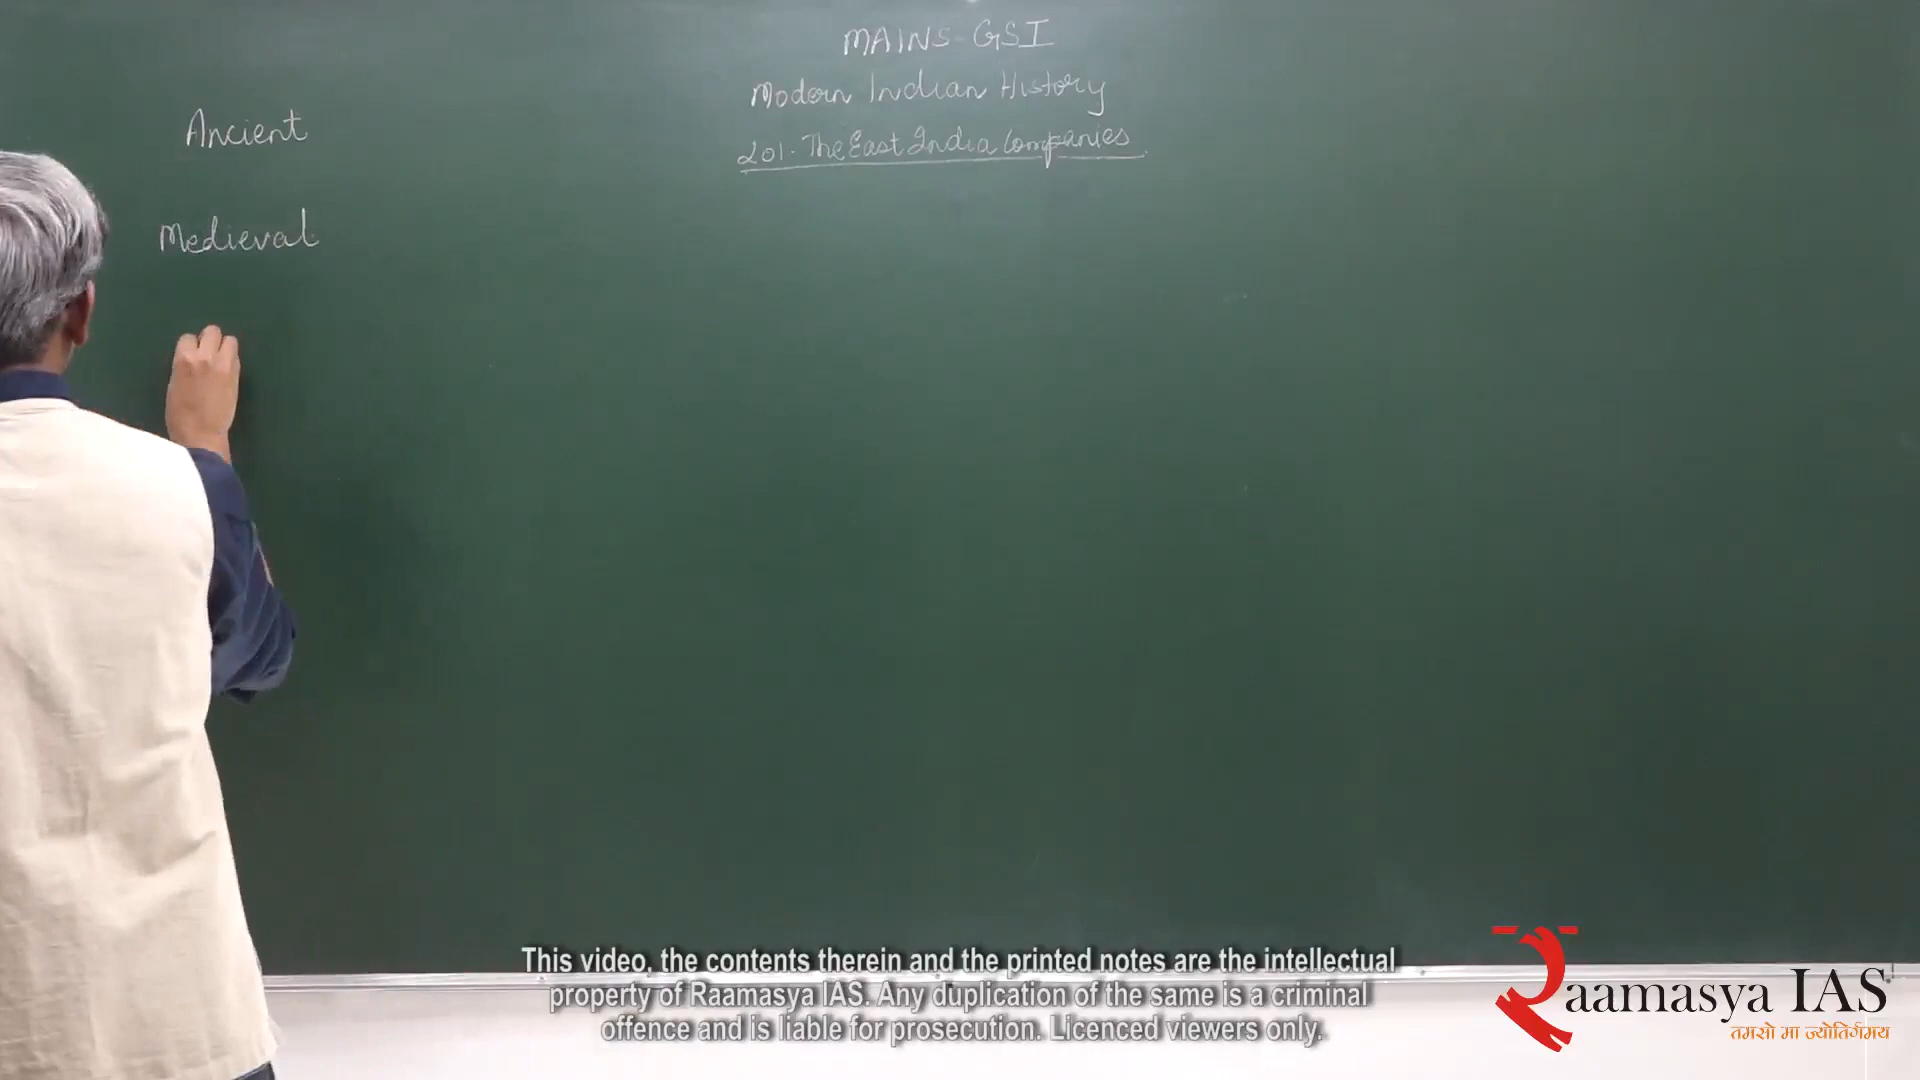 MAINS-GSI
Modern Indian History
201. The East India Companies
Ancient
Medieval
This video, the contents therein and the printed notes are the intellectual
property of Raamasya IAS. Any duplication of the same is a criminal
offence and is liable for prosecution. Licenced viewers only.
Raamasya IAS
तमसो मा ज्योतिर्गमय